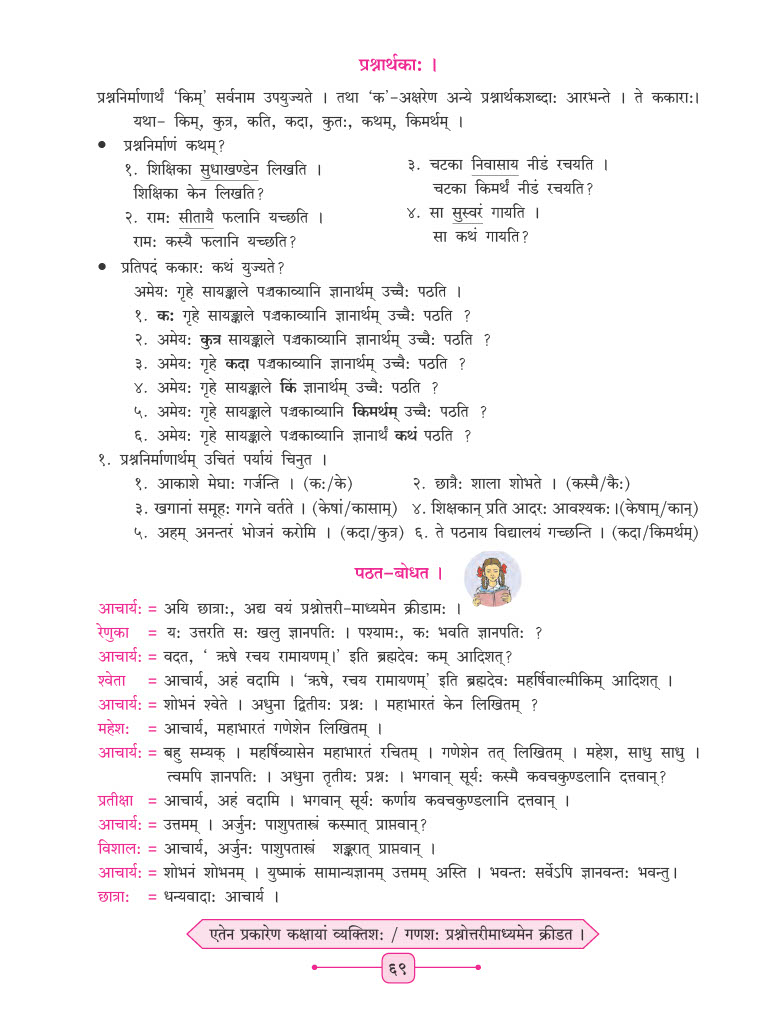 प्रश्नार्थकाः ।
प्रश्ननिर्माणार्थं ‘किम्’ सर्वनाम उपयुज्यते । तथा ‘क’-अक्षरेण अन्ये प्रश्नार्थकशब्दाः आरभन्ते । ते ककाराः।
यथा- किम्, कुत्र, कति, कदा, कुतः, कथम्, किमर्थम् ।
• प्रश्ननिर्माणं कथम्?
१. शिक्षिका सुधाखण्डेन लिखति ।
शिक्षिका केन लिखति?
२. रामः सीतायै फलानि यच्छति ।
रामः कस्यै फलानि यच्छति?
३. चटका निवासाय नीडं रचयति ।
चटका किमर्थं नीडं रचयति?
४. सा सुस्वरं गायति ।
सा कथं गायति?
• प्रतिपदं ककारः कथं युज्यते?
अमेयः गृहे सायङ्काले पञ्चकाव्यानि ज्ञानार्थम् उच्चैः पठति ।
१. कः गृहे सायङ्काले पञ्चकाव्यानि ज्ञानार्थम् उच्चैः पठति ?
२. अमेयः कुत्र सायङ्काले पञ्चकाव्यानि ज्ञानार्थम् उच्चैः पठति ?
३. अमेयः गृहे कदा पञ्चकाव्यानि ज्ञानार्थम् उच्चैः पठति ?
४. अमेयः गृहे सायङ्काले किं ज्ञानार्थम् उच्चैः पठति ?
५. अमेयः गृहे सायङ्काले पञ्चकाव्यानि किमर्थम् उच्चैः पठति ?
६. अमेयः गृहे सायङ्काले पञ्चकाव्यानि ज्ञानार्थं कथं पठति ?
१. प्रश्ननिर्माणार्थम् उचितं पर्यायं चिनुत ।
१. आकाशे मेघाः गर्जन्ति । (कः/के) २. छात्रैः शाला शोभते । (कस्मै/कैः)
३. खगानां समूहः गगने वर्तते । (केषां/कासाम्) ४. शिक्षकान् प्रति आदरः आवश्यकः।(केषाम्/कान्)
५. अहम् अनन्तरं भोजनं करोमि । (कदा/कुत्र) ६. ते पठनाय विद्यालयं गच्छन्ति । (कदा/किमर्थम्)
पठत-बोधत ।
आचार्यः = अयि छात्राः, अद्य वयं प्रश्नोत्तरी-माध्यमेन क्रीडामः ।
रेणुका = यः उत्तरति सः खलु ज्ञानपतिः । पश्यामः, कः भवति ज्ञानपतिः ?
आचार्यः = वदत, ‘ ऋषे रचय रामायणम्।’ इति ब्रह्मदेवः कम् आदिशत्?
श्वेता = आचार्य, अहं वदामि । ‘ऋषे, रचय रामायणम्’ इति ब्रह्मदेवः महर्षिवाल्मीकिम् आदिशत् ।
आचार्यः = शोभनं श्वेते । अधुना द्वितीयः प्रश्नः । महाभारतं केन लिखितम् ?
महेशः = आचार्य, महाभारतं गणेशेन लिखितम् ।
आचार्यः = बहु सम्यक् । महर्षिव्यासेन महाभारतं रचितम् । गणेशेन तत् लिखितम् । महेश, साधु साधु ।
त्वमपि ज्ञानपतिः । अधुना तृतीयः प्रश्नः । भगवान् सूर्यः कस्मै कवचकुण्डलानि दत्तवान्?
प्रतीक्षा = आचार्य, अहं वदामि । भगवान् सूर्यः कर्णाय कवचकुण्डलानि दत्तवान् ।
आचार्यः = उत्तमम् । अर्जुनः पाशुपतास्त्रं कस्मात् प्राप्तवान्?
विशालः = आचार्य, अर्जुनः पाशुपतास्त्रं शङ्करात् प्राप्तवान् ।
आचार्यः = शोभनं शोभनम् । युष्माकं सामान्यज्ञानम् उत्तमम् अस्ति । भवन्तः सर्वेऽपि ज्ञानवन्तः भवन्तु।
छात्राः = धन्यवादाः आचार्य ।
एतेन प्रकारेण कक्षायां व्यक्तिशः / गणशः प्रश्नोत्तरीमाध्यमेन क्रीडत ।
६९